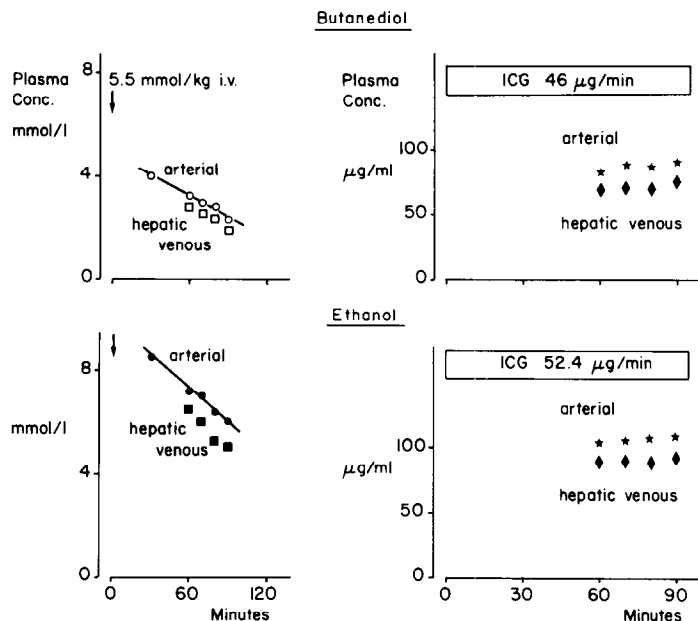 Butanediol
Plasma
Conc.
mmol/l
8
4
0
5.5 mmol/kg i.v.
arterial
hepatic
venous
Plasma
Conc.
μg/ml
100
50
0
ICG 46 μg/min
arterial
hepatic venous
Ethanol
mmol/l
8
4
0
arterial
hepatic
venous
0 60 120
Minutes
μg/ml
100
50
0
ICG 52.4 μg/min
arterial
hepatic venous
0 30 60 90
Minutes